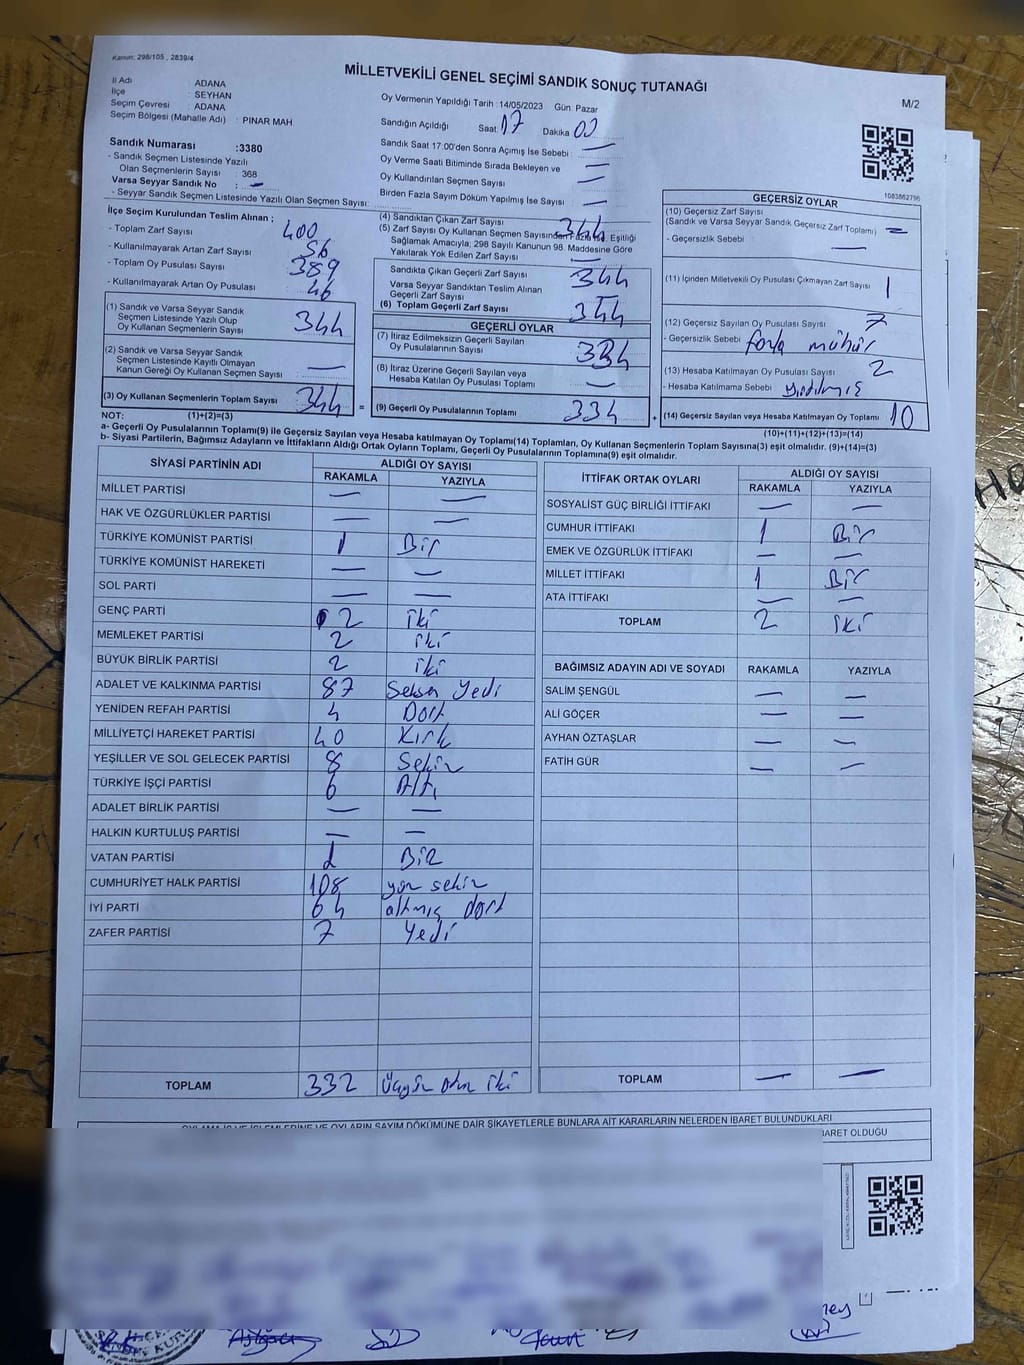 Kanun: 298/105 , 2839/4
MİLLETVEKİLİ GENEL SEÇİMİ SANDIK SONUÇ TUTANAĞI
M/2
İl Adı : ADANA
İlçe : SEYHAN
Seçim Çevresi : ADANA
Seçim Bölgesi (Mahalle Adı) : PINAR MAH
Oy Vermenin Yapıldığı Tarih :14/05/2023 Gün Pazar
Sandığın Açıldığı Saat 17 Dakika 00
Sandık Saat 17:00'den Sonra Açımış İse Sebebi : —
Oy Verme Saati Bitiminde Sırada Bekleyen ve —
Oy Kullandırılan Seçmen Sayısı —
Birden Fazla Sayım Döküm Yapılmış İse Sayısı —
Sandık Numarası :3380
- Sandık Seçmen Listesinde Yazılı
Olan Seçmenlerin Sayısı : 368
Varsa Seyyar Sandık No : —
- Seyyar Sandık Seçmen Listesinde Yazılı Olan Seçmen Sayısı:
1083862796
İlçe Seçim Kurulundan Teslim Alınan ;
- Toplam Zarf Sayısı 400
- Kullanılmayarak Artan Zarf Sayısı 56
- Toplam Oy Pusulası Sayısı 389
- Kullanılmayarak Artan Oy Pusulası 46
(1) Sandık ve Varsa Seyyar Sandık
Seçmen Listesinde Yazılı Olup
Oy Kullanan Seçmenlerin Sayısı 344
(2) Sandık ve Varsa Seyyar Sandık
Seçmen Listesinde Kayıtlı Olmayan
Kanun Gereği Oy Kullanan Seçmen Sayısı : —
(3) Oy Kullanan Seçmenlerin Toplam Sayısı 344 =
(4) Sandıktan Çıkan Zarf Sayısı 344
(5) Zarf Sayısı Oy Kullanan Seçmen Sayısından Fazla ise, Eşitliği
Sağlamak Amacıyla; 298 Sayılı Kanunun 98. Maddesine Göre
Yakılarak Yok Edilen Zarf Sayısı —
Sandıkta Çıkan Geçerli Zarf Sayısı 344
Varsa Seyyar Sandıktan Teslim Alınan
Geçerli Zarf Sayısı —
(6) Toplam Geçerli Zarf Sayısı 344
GEÇERLİ OYLAR
(7) İtiraz Edilmeksizin Geçerli Sayılan
Oy Pusulalarının Sayısı 334
(8) İtiraz Üzerine Geçerli Sayılan veya
Hesaba Katılan Oy Pusulası Toplamı —
(9) Geçerli Oy Pusulalarının Toplamı 334 +
GEÇERSİZ OYLAR
(10) Geçersiz Zarf Sayısı
(Sandık ve Varsa Seyyar Sandık Geçersiz Zarf Toplamı) —
- Geçersizlik Sebebi —
(11) İçinden Milletvekili Oy Pusulası Çıkmayan Zarf Sayısı 1
(12) Geçersiz Sayılan Oy Pusulası Sayısı 7
- Geçersizlik Sebebi fazla mühür
(13) Hesaba Katılmayan Oy Pusulası Sayısı 2
- Hesaba Katılmama Sebebi yırtılmış
(14) Geçersiz Sayılan veya Hesaba Katılmayan Oy Toplamı 10
NOT: (1)+(2)=(3)
(10)+(11)+(12)+(13)=(14)
a- Geçerli Oy Pusulalarının Toplamı(9) ile Geçersiz Sayılan veya Hesaba katılmayan Oy Toplamı(14) Toplamları, Oy Kullanan Seçmenlerin Toplam Sayısına(3) eşit olmalıdır. (9)+(14)=(3)
b- Siyasi Partilerin, Bağımsız Adayların ve İttifakların Aldığı Ortak Oyların Toplamı, Geçerli Oy Pusulalarının Toplamına(9) eşit olmalıdır.
SİYASİ PARTİNİN ADI ALDIĞI OY SAYISI
RAKAMLA YAZIYLA
MİLLET PARTİSİ — —
HAK VE ÖZGÜRLÜKLER PARTİSİ — —
TÜRKİYE KOMÜNİST PARTİSİ 1 Bir
TÜRKİYE KOMÜNİST HAREKETİ — —
SOL PARTİ — —
GENÇ PARTİ 2 iki
MEMLEKET PARTİSİ 2 iki
BÜYÜK BİRLİK PARTİSİ 2 iki
ADALET VE KALKINMA PARTİSİ 87 Seksen Yedi
YENİDEN REFAH PARTİSİ 4 Dört
MİLLİYETÇİ HAREKET PARTİSİ 40 Kırk
YEŞİLLER VE SOL GELECEK PARTİSİ 8 Sekiz
TÜRKİYE İŞÇİ PARTİSİ 6 Altı
ADALET BİRLİK PARTİSİ — —
HALKIN KURTULUŞ PARTİSİ — —
VATAN PARTİSİ 1 BiR
CUMHURİYET HALK PARTİSİ 108 yüz sekiz
İYİ PARTİ 64 altmış dört
ZAFER PARTİSİ 7 Yedi
TOPLAM 332 üçyüz otuz iki
İTTİFAK ORTAK OYLARI ALDIĞI OY SAYISI
RAKAMLA YAZIYLA
SOSYALİST GÜÇ BİRLİĞİ İTTİFAKI — —
CUMHUR İTTİFAKI 1 Bir
EMEK VE ÖZGÜRLÜK İTTİFAKI — —
MİLLET İTTİFAKI 1 Bir
ATA İTTİFAKI — —
TOPLAM 2 iki
BAĞIMSIZ ADAYIN ADI VE SOYADI RAKAMLA YAZIYLA
SALİM ŞENGÜL — —
ALİ GÖÇER — —
AYHAN ÖZTAŞLAR — —
FATİH GÜR — —
TOPLAM — —
OYLAMA İŞ VE İŞLEMLERİNE VE OYLARIN SAYIM DÖKÜMÜNE DAİR ŞİKAYETLERLE BUNLARA AİT KARARLARIN NELERDEN İBARET BULUNDUKLARI
BARET OLDUĞU